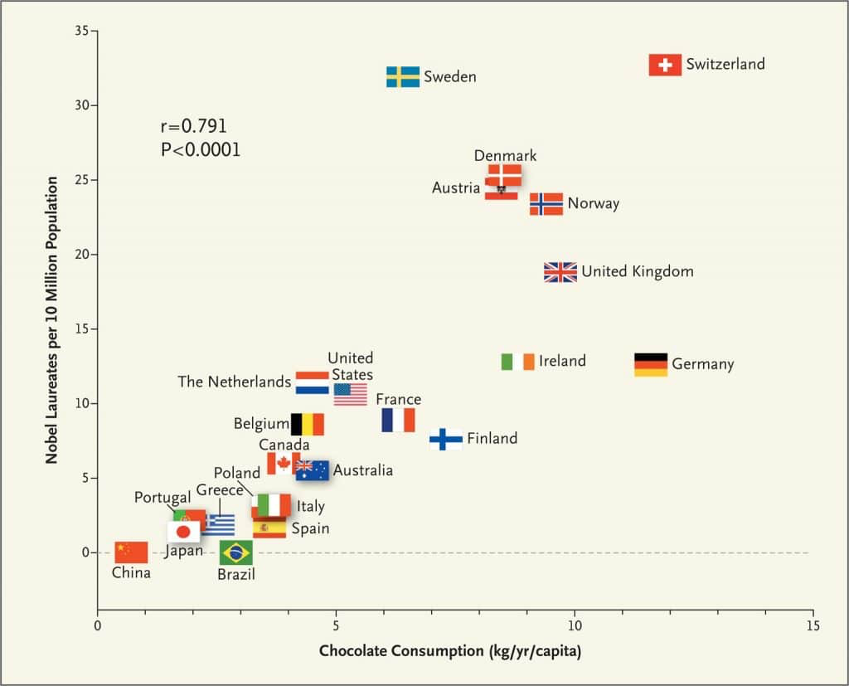 35
30
25
20
15
10
5
0
Nobel Laureates per 10 Million Population
r=0.791
P<0.0001
Sweden
Switzerland
Denmark
Austria
Norway
United Kingdom
Ireland
Germany
United
States
The Netherlands
France
Belgium
Finland
Canada
Australia
Poland
Portugal
Greece
Italy
Spain
Japan
China
Brazil
0
5
10
15
Chocolate Consumption (kg/yr/capita)